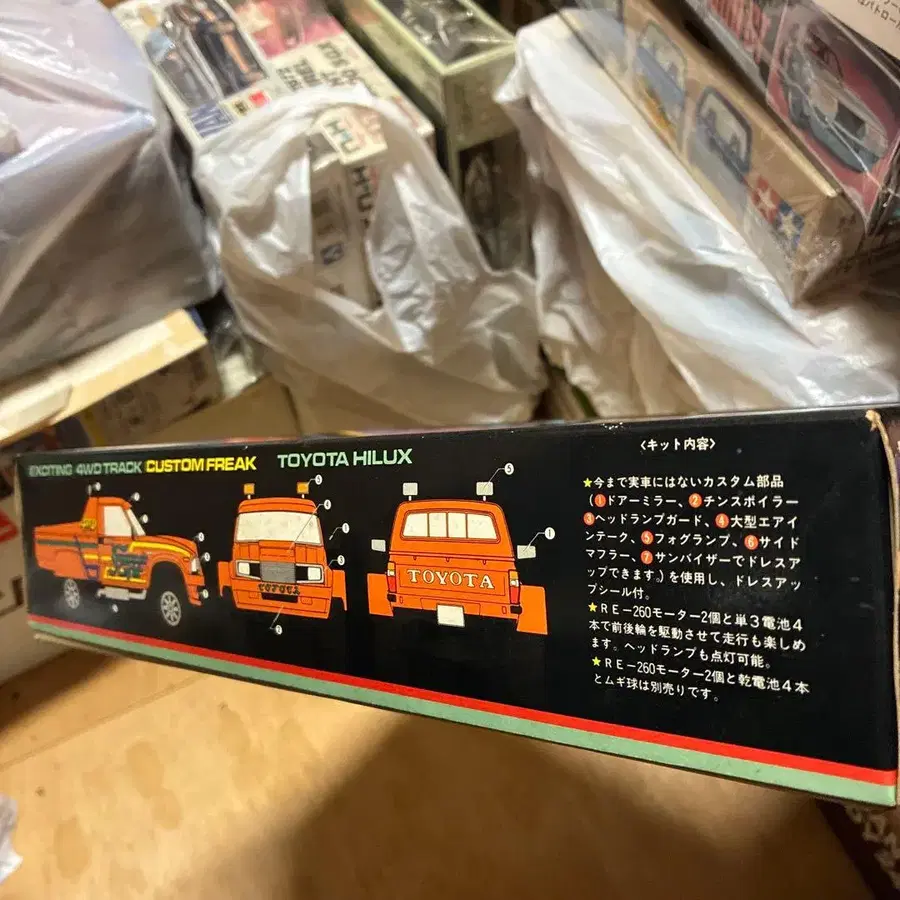 EXCITING 4WD TRACK CUSTOM FREAK TOYOTA HILUX
〈キット内容〉
★今まで実車にはないカスタム部品
(❶ドアーミラー、❷チンスポイラー
❸ヘッドランプガード、❹大型エアイ
ンテーク、❺フォグランプ、❻サイド
マフラー、❼サンバイザーでドレスア
ップできます。)を使用し、ドレスアッ
プシール付。
★RE-260モーター2個と単3電池4
本で前後輪を駆動させて走行も楽しめ
ます。ヘッドランプも点灯可能。
★RE-260モーター2個と乾電池4本
とムギ球は別売りです。
TOYOTA
TOYOTA